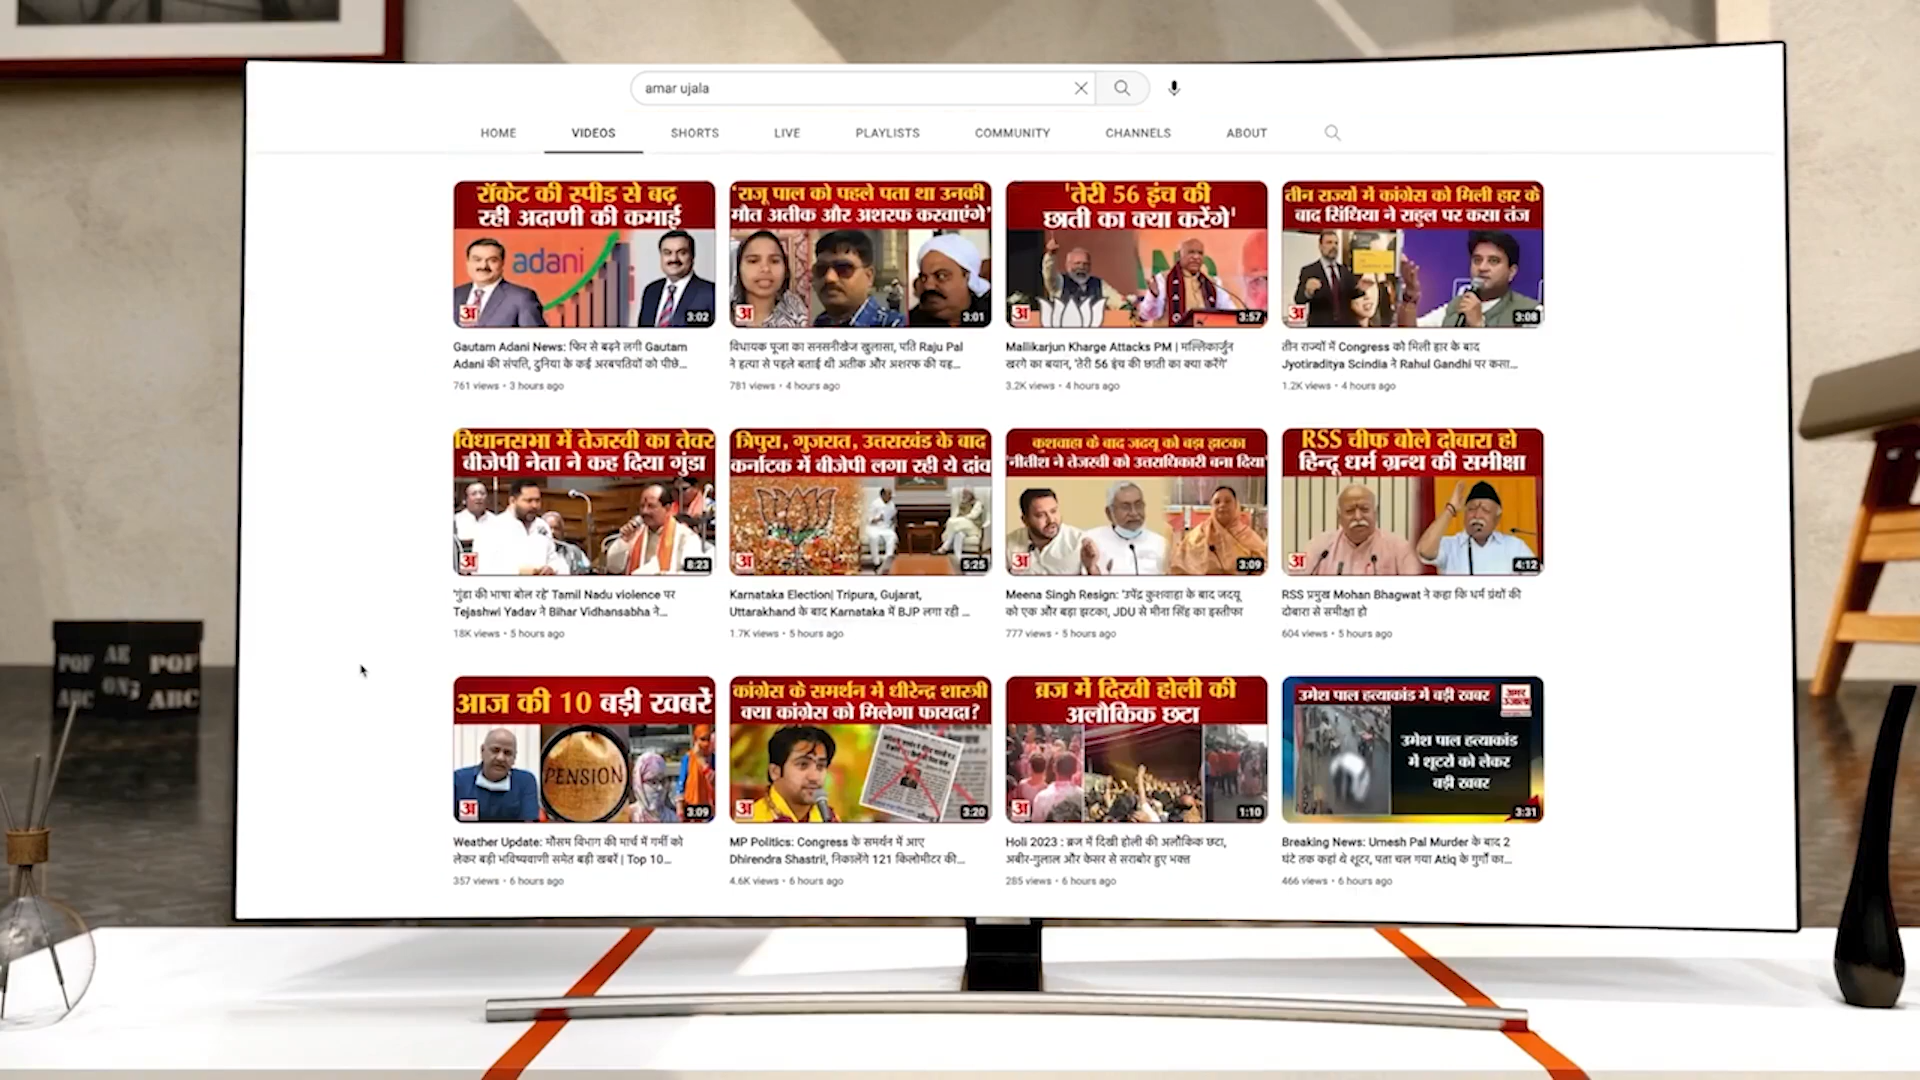 amar ujala
HOME VIDEOS SHORTS LIVE PLAYLISTS COMMUNITY CHANNELS ABOUT
रॉकेट की स्पीड से बढ़
रही अदाणी की कमाई
adani
अ
3:02
Gautam Adani News: फिर से बढ़ने लगी Gautam
Adani की संपत्ति, दुनिया के कई अरबपतियों को पीछे...
761 views • 3 hours ago
'राजू पाल को पहले पता था उनकी
मौत अतीक और अशरफ करवाएंगे'
अ
3:01
विधायक पूजा का सनसनीखेज खुलासा, पति Raju Pal
ने हत्या से पहले बताई थी अतीक और अशरफ की यह...
781 views • 4 hours ago
'तेरी 56 इंच की
छाती का क्या करेंगे'
अ
3:57
Mallikarjun Kharge Attacks PM | मल्लिकार्जुन
खरगे का बयान, 'तेरी 56 इंच की छाती का क्या करेंगे'
3.2K views • 4 hours ago
तीन राज्यों में कांग्रेस को मिली हार के
बाद सिंधिया ने राहुल पर कसा तंज
अ
3:08
तीन राज्यों में Congress को मिली हार के बाद
Jyotiraditya Scindia ने Rahul Gandhi पर कसा...
1.2K views • 4 hours ago
विधानसभा में तेजस्वी का तेवर
बीजेपी नेता ने कह दिया गुंडा
अ
8:23
'गुंडा की भाषा बोल रहे' Tamil Nadu violence पर
Tejashwi Yadav ने Bihar Vidhansabha ने...
18K views • 5 hours ago
त्रिपुरा, गुजरात, उत्तराखंड के बाद
कर्नाटक में बीजेपी लगा रही ये दांव
अ
5:25
Karnataka Election| Tripura, Gujarat,
Uttarakhand के बाद Karnataka में BJP लगा रही ...
1.7K views • 5 hours ago
कुशवाहा के बाद जदयू को बड़ा झटका
'नीतीश ने तेजस्वी को उत्तराधिकारी बना दिया'
अ
3:09
Meena Singh Resign: 'उपेंद्र कुशवाहा के बाद जदयू
को एक और बड़ा झटका, JDU से मीना सिंह का इस्तीफा
777 views • 5 hours ago
RSS चीफ बोले दोबारा हो
हिन्दू धर्म ग्रन्थ की समीक्षा
अ
4:12
RSS प्रमुख Mohan Bhagwat ने कहा कि धर्म ग्रंथों की
दोबारा से समीक्षा हो
604 views • 5 hours ago
आज की 10 बड़ी खबरें
PENSION
अ
3:09
Weather Update: मौसम विभाग की मार्च में गर्मी को
लेकर बड़ी भविष्यवाणी समेत बड़ी खबरें | Top 10...
357 views • 6 hours ago
कांग्रेस के समर्थन में धीरेन्द्र शास्त्री
क्या कांग्रेस को मिलेगा फायदा?
अ
3:20
MP Politics: Congress के समर्थन में आए
Dhirendra Shastri!, निकालेंगे 121 किलोमीटर की...
4.6K views • 6 hours ago
ब्रज में दिखी होली की
अलौकिक छटा
अ
1:10
Holi 2023 : ब्रज में दिखी होली की अलौकिक छटा,
अबीर-गुलाल और केसर से सराबोर हुए भक्त
285 views • 6 hours ago
उमेश पाल हत्याकांड में बड़ी खबर
अमर उजाला
उमेश पाल हत्याकांड
में शूटरों को लेकर
बड़ी खबर
3:31
Breaking News: Umesh Pal Murder के बाद 2
घंटे तक कहां थे शूटर, पता चल गया Atiq के गुर्गों का...
466 views • 6 hours ago
ABC